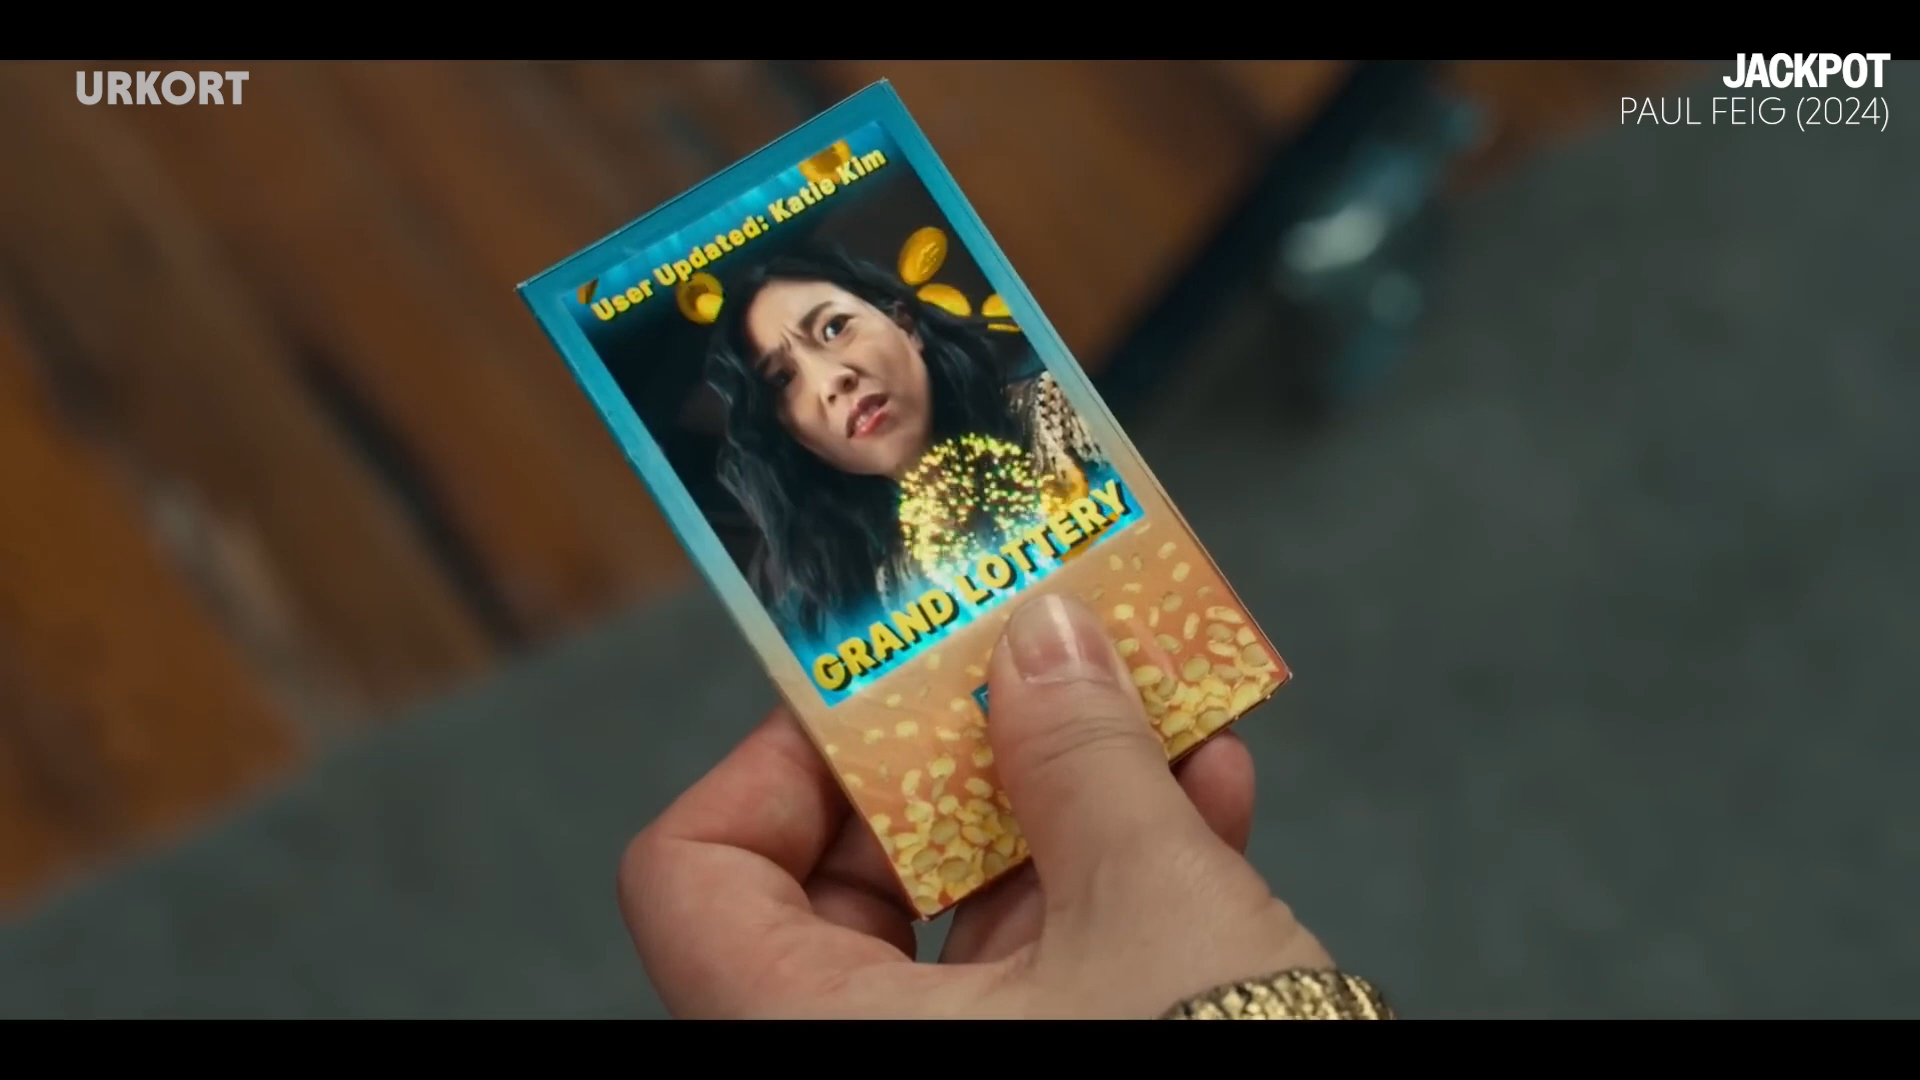 URKORT
JACKPOT
PAUL FEIG (2024)
User Updated: Katie Kim
GRAND LOTTERY